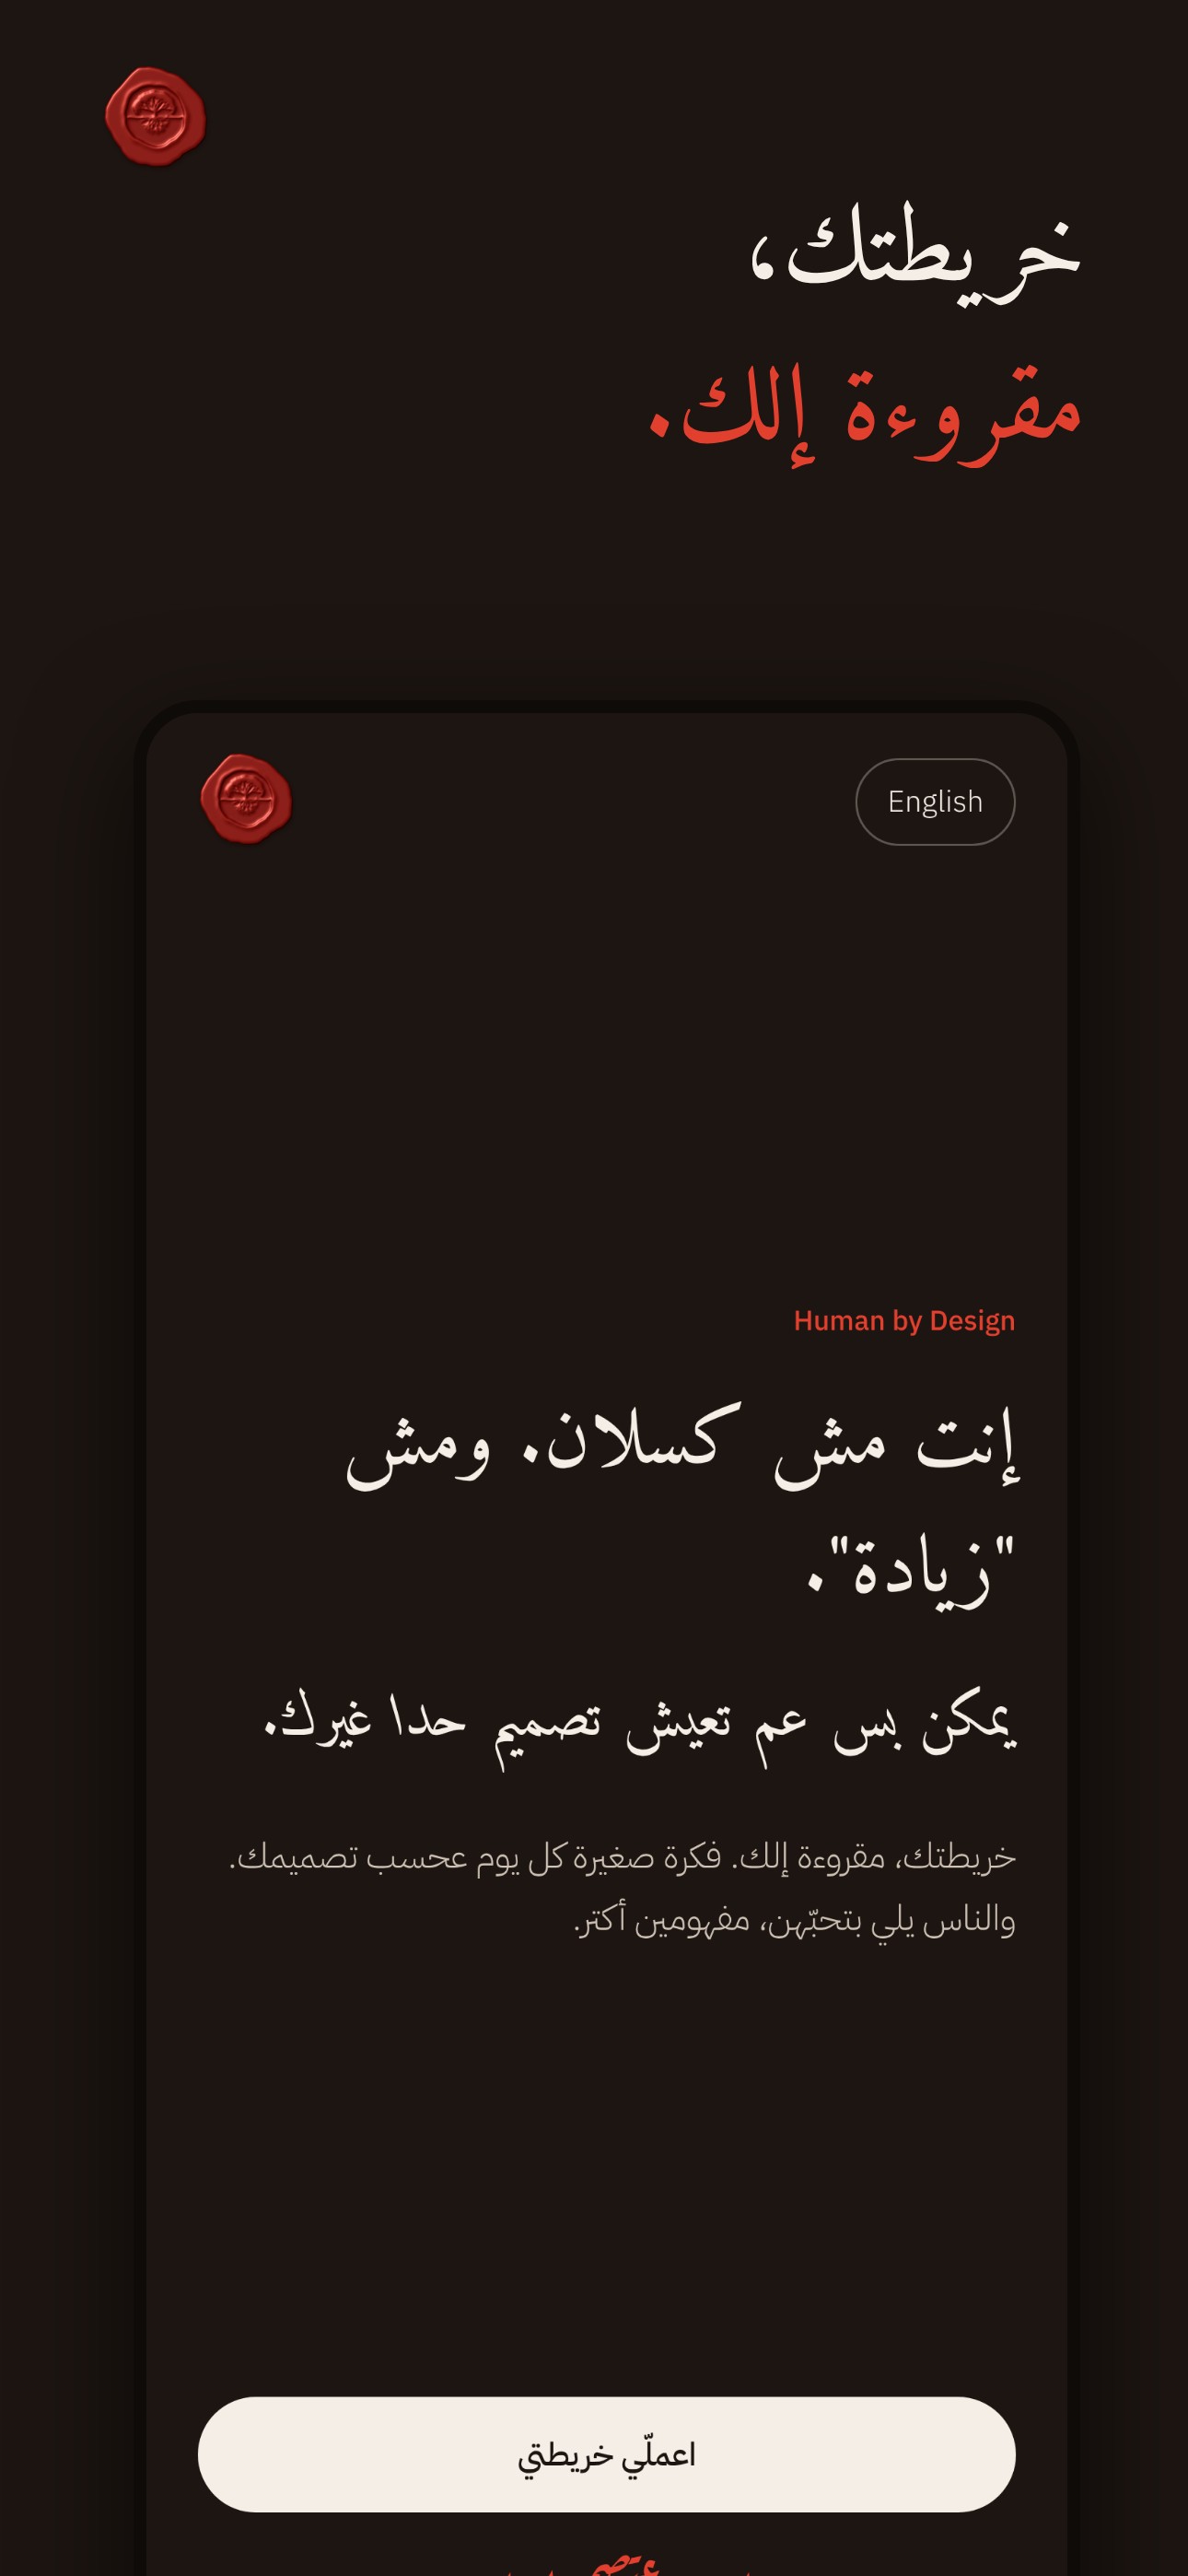 خريطتك،
مقروءة إلك.
English
Human by Design
إنت مش كسلان. ومش
"زيادة".
يمكن بس عم تعيش تصميم حدا غيرك.
خريطتك، مقروءة إلك. فكرة صغيرة كل يوم عحسب تصميمك.
والناس يلي بتحبّهن، مفهومين أكتر.
اعملّي خريطتي